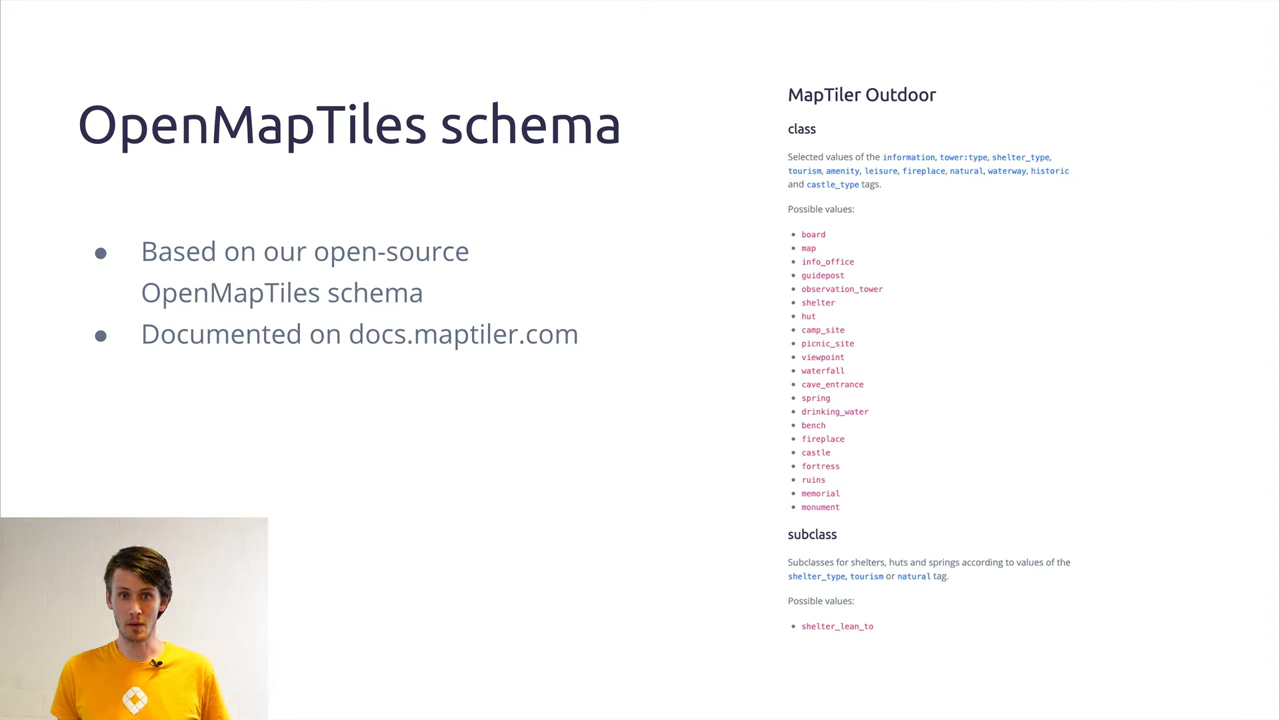 OpenMapTiles schema
● Based on our open-source
OpenMapTiles schema
● Documented on docs.maptiler.com
MapTiler Outdoor
class
Selected values of the information, tower:type, shelter_type,
tourism, amenity, leisure, fireplace, natural, waterway, historic
and castle_type tags.
Possible values:
• board
• map
• info_office
• guidepost
• observation_tower
• shelter
• hut
• camp_site
• picnic_site
• viewpoint
• waterfall
• cave_entrance
• spring
• drinking_water
• bench
• fireplace
• castle
• fortress
• ruins
• memorial
• monument
subclass
Subclasses for shelters, huts and springs according to values of the
shelter_type, tourism or natural tag.
Possible values:
• shelter_lean_to